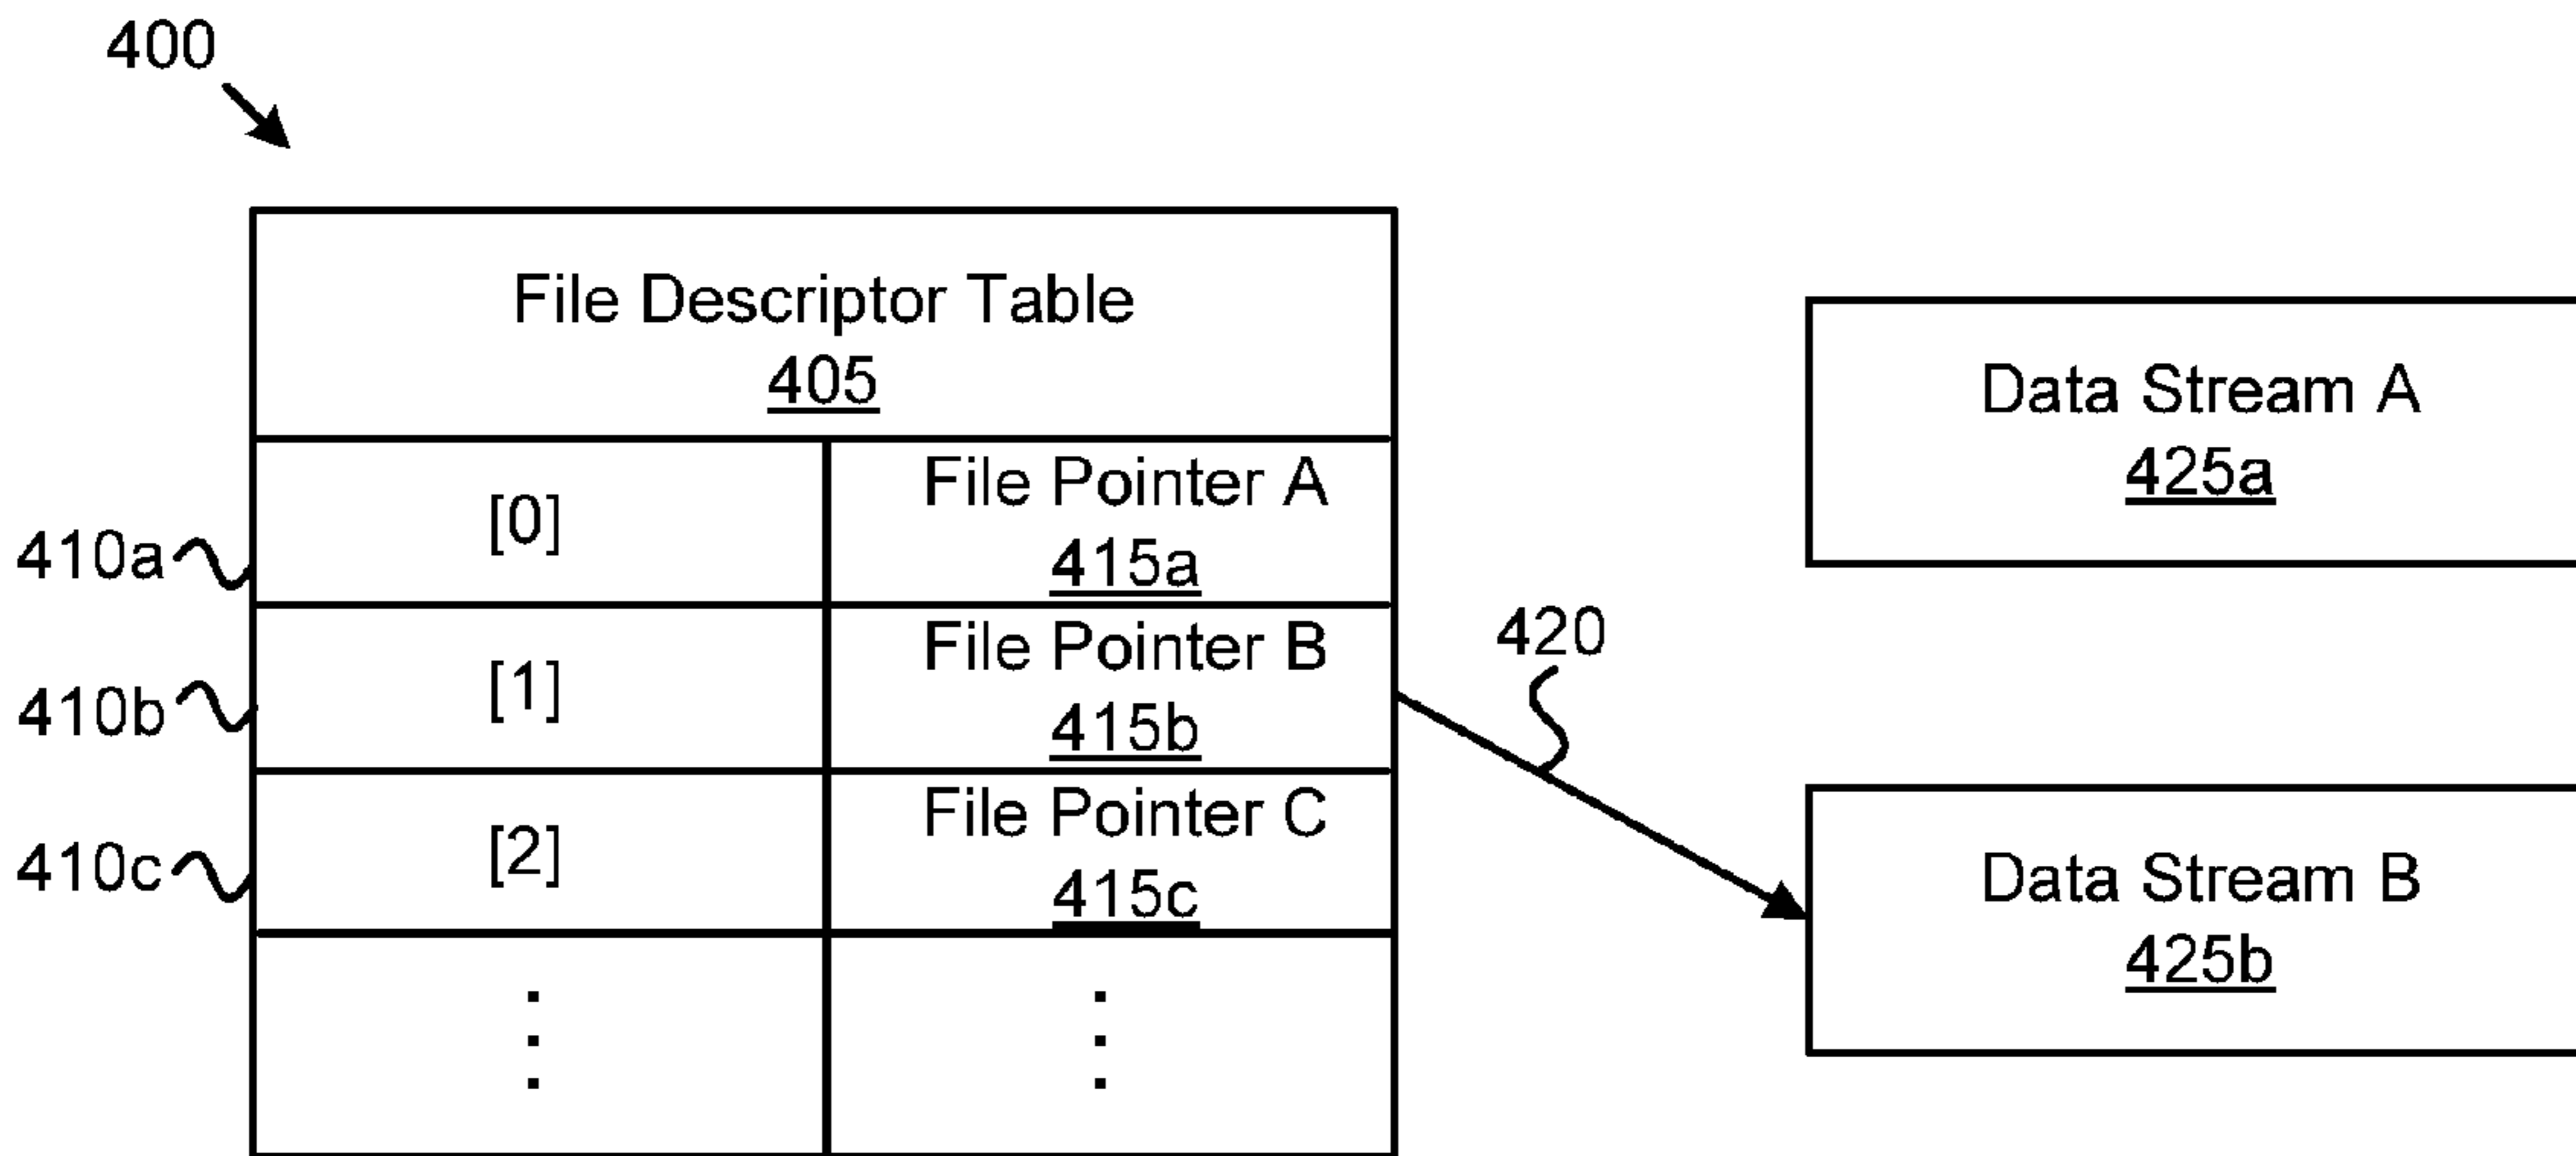 400
File Descriptor Table
405
410a
[0]
File Pointer A
415a
410b
[1]
File Pointer B
415b
410c
[2]
File Pointer C
415c
420
Data Stream A
425a
Data Stream B
425b